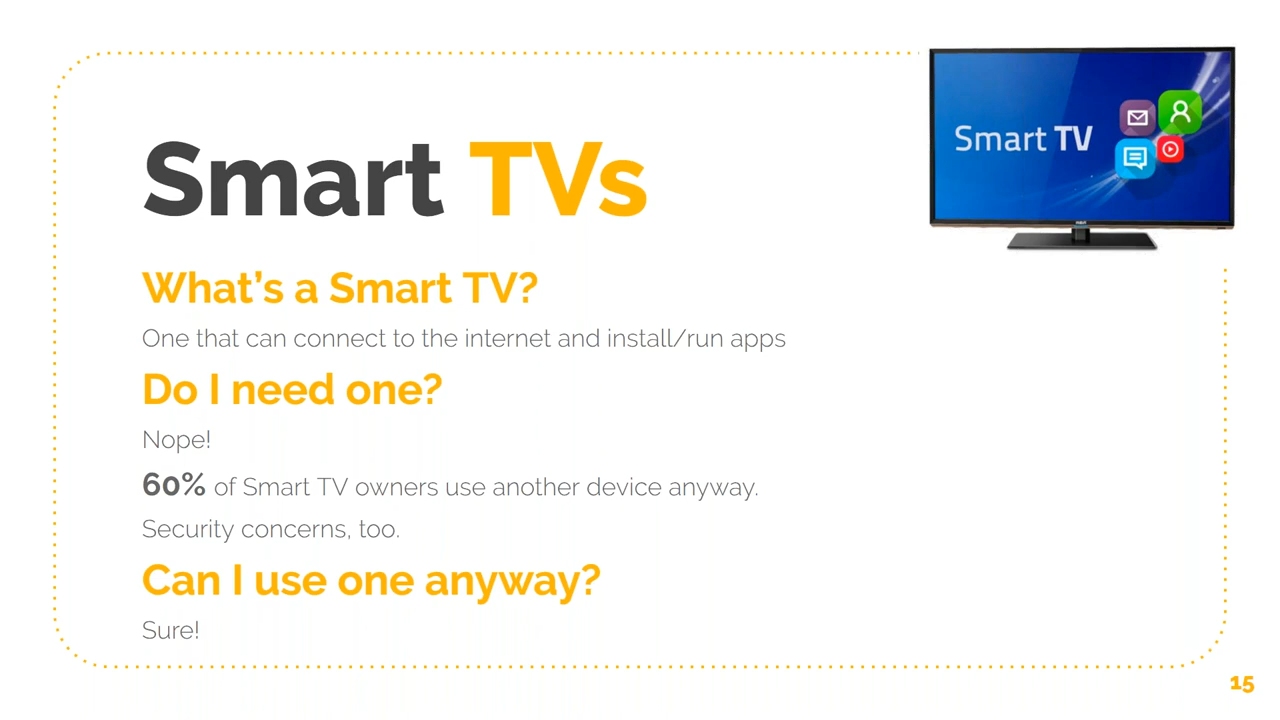 Smart TV
Smart TVs
What's a Smart TV?
One that can connect to the internet and install/run apps
Do I need one?
Nope!
60% of Smart TV owners use another device anyway.
Security concerns, too.
Can I use one anyway?
Sure!
15